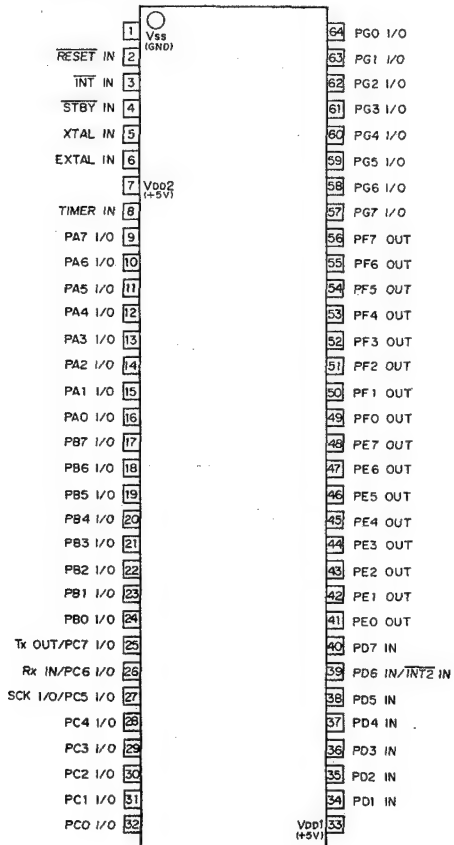 1 Vss
(GND)
RESET IN 2
INT IN 3
STBY IN 4
XTAL IN 5
EXTAL IN 6
7 VDD2
(+5V)
TIMER IN 8
PA7 I/O 9
PA6 I/O 10
PA5 I/O 11
PA4 I/O 12
PA3 I/O 13
PA2 I/O 14
PA1 I/O 15
PA0 I/O 16
PB7 I/O 17
PB6 I/O 18
PB5 I/O 19
PB4 I/O 20
PB3 I/O 21
PB2 I/O 22
PB1 I/O 23
PB0 I/O 24
Tx OUT/PC7 I/O 25
Rx IN/PC6 I/O 26
SCK I/O/PC5 I/O 27
PC4 I/O 28
PC3 I/O 29
PC2 I/O 30
PC1 I/O 31
PC0 I/O 32
64 PG0 I/O
63 PG1 I/O
62 PG2 I/O
61 PG3 I/O
60 PG4 I/O
59 PG5 I/O
58 PG6 I/O
57 PG7 I/O
56 PF7 OUT
55 PF6 OUT
54 PF5 OUT
53 PF4 OUT
52 PF3 OUT
51 PF2 OUT
50 PF1 OUT
49 PF0 OUT
48 PE7 OUT
47 PE6 OUT
46 PE5 OUT
45 PE4 OUT
44 PE3 OUT
43 PE2 OUT
42 PE1 OUT
41 PE0 OUT
40 PD7 IN
39 PD6 IN/INT2 IN
38 PD5 IN
37 PD4 IN
36 PD3 IN
35 PD2 IN
34 PD1 IN
VDD1 33
(+5V)